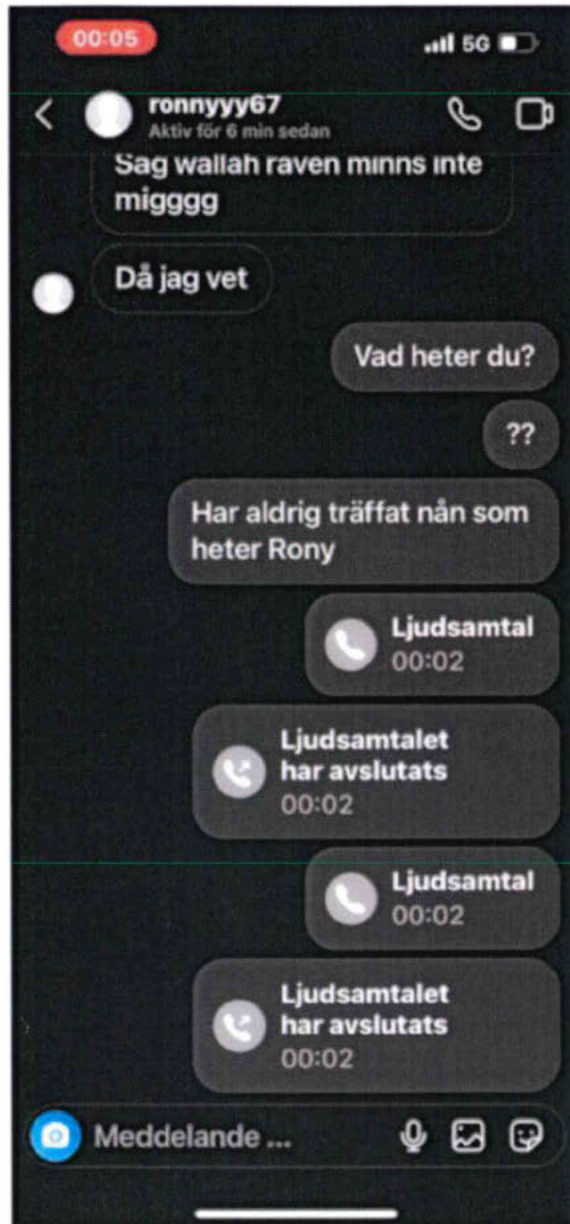 00:05
5G
ronnyyy67
Aktiv för 6 min sedan
Säg wallah räven minns inte
migggg
Då jag vet
Vad heter du?
??
Har aldrig träffat nån som
heter Rony
Ljudsamtal
00:02
Ljudsamtalet
har avslutats
00:02
Ljudsamtal
00:02
Ljudsamtalet
har avslutats
00:02
Meddelande ...